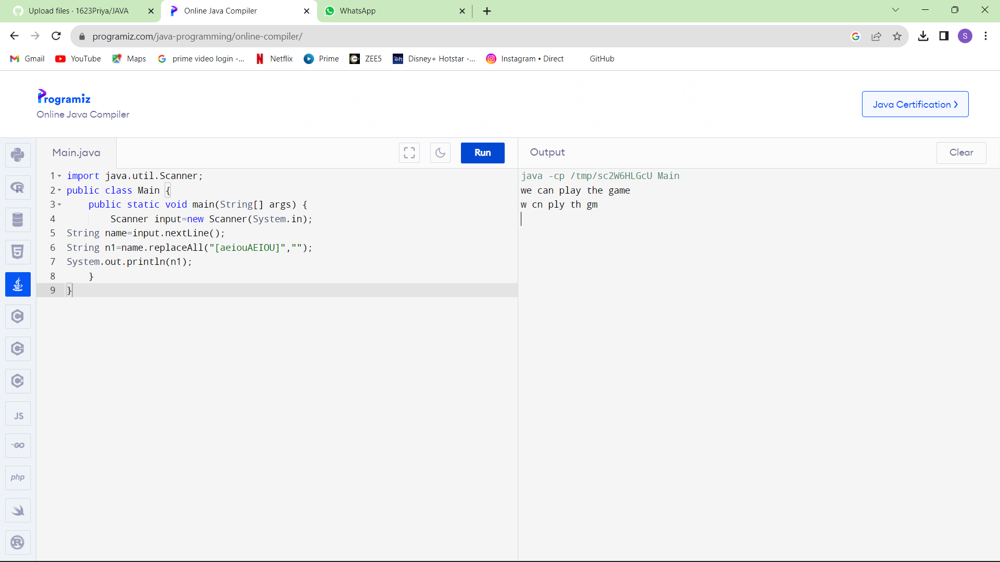 Upload files · 1623Priya/JAVA
Online Java Compiler
WhatsApp
programiz.com/java-programming/online-compiler/
S
Gmail
YouTube
Maps
prime video login -...
Netflix
Prime
ZEE5
Disney+ Hotstar -...
Instagram • Direct
GitHub
Programiz
Online Java Compiler
Java Certification ❯
Main.java
Run
Output
Clear
1 import java.util.Scanner;
2 public class Main {
3 public static void main(String[] args) {
4 Scanner input=new Scanner(System.in);
5 String name=input.nextLine();
6 String n1=name.replaceAll("[aeiouAEIOU]","");
7 System.out.println(n1);
8 }
9 }
java -cp /tmp/sc2W6HLGcU Main
we can play the game
w cn ply th gm
JS
GO
php